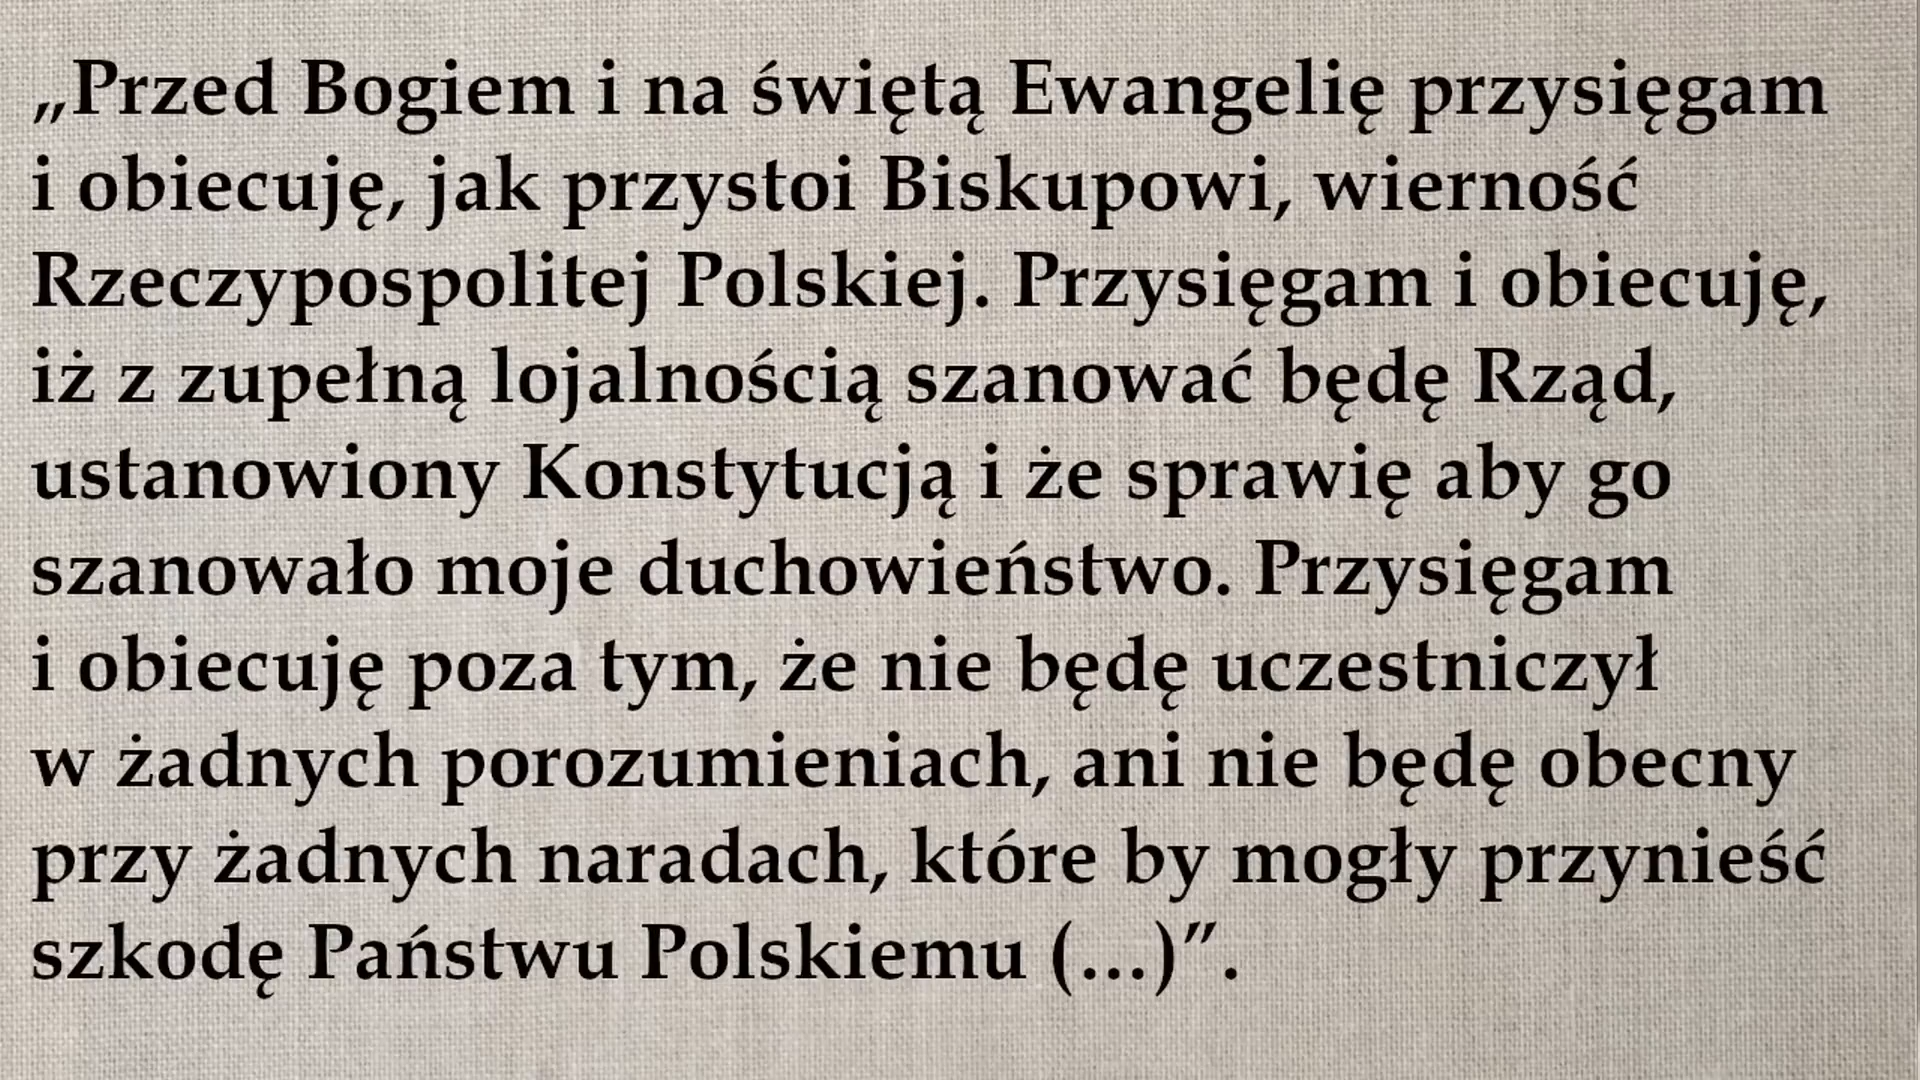 „Przed Bogiem i na świętą Ewangelię przysięgam
i obiecuję, jak przystoi Biskupowi, wierność
Rzeczypospolitej Polskiej. Przysięgam i obiecuję,
iż z zupełną lojalnością szanować będę Rząd,
ustanowiony Konstytucją i że sprawię aby go
szanowało moje duchowieństwo. Przysięgam
i obiecuję poza tym, że nie będę uczestniczył
w żadnych porozumieniach, ani nie będę obecny
przy żadnych naradach, które by mogły przynieść
szkodę Państwu Polskiemu (…)”.